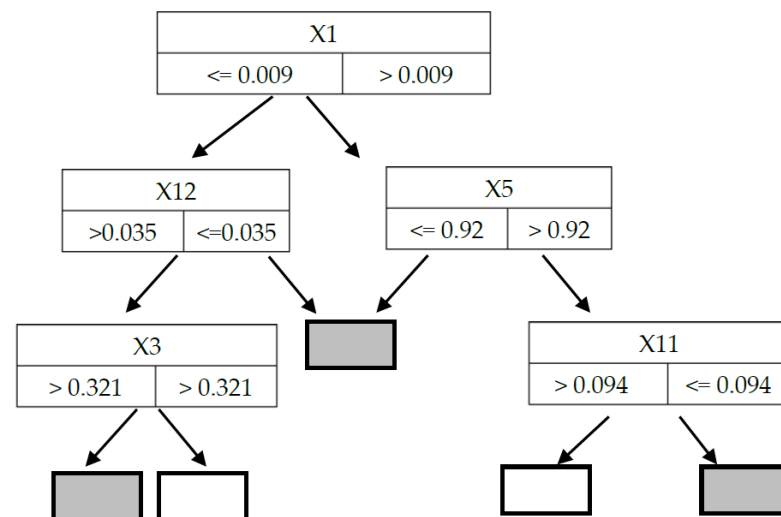 X1
<= 0.009 > 0.009
X12
>0.035 <=0.035
X5
<= 0.92 > 0.92
X3
> 0.321 > 0.321
X11
> 0.094 <= 0.094